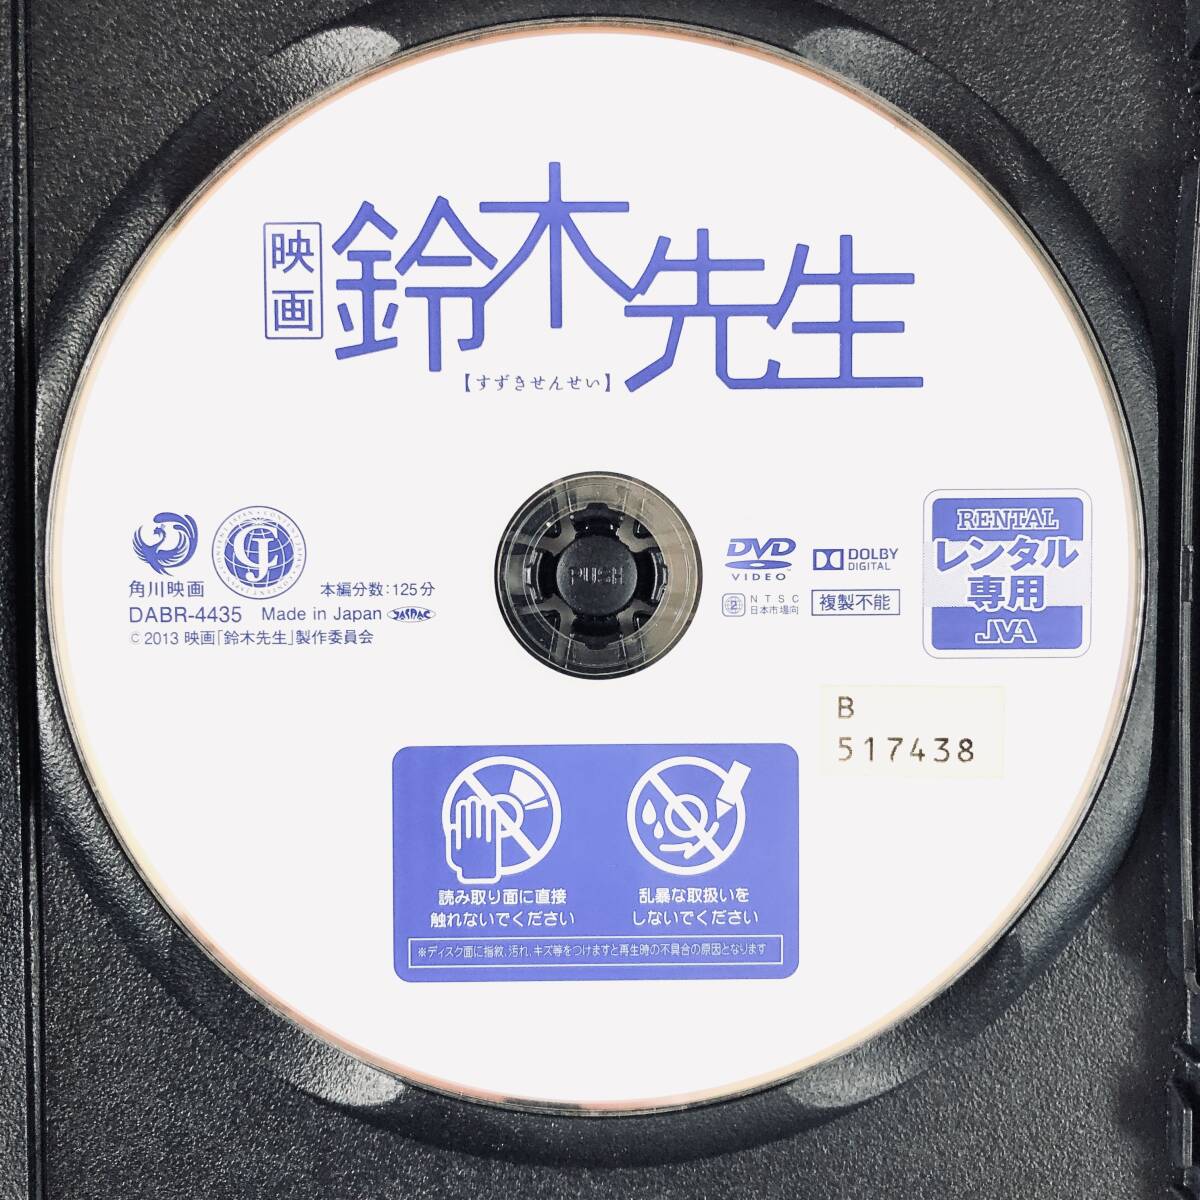 映画
鈴木先生
【すずきせんせい】
角川映画
CONTENT JAPAN
CJ
本編分数:125分
DABR-4435 Made in Japan JASRAC
©2013 映画「鈴木先生」製作委員会
PUSH
DVD
VIDEO
DOLBY
DIGITAL
2
NTSC
日本市場向
複製不能
RENTAL
レンタル
専用
JVA
B
517438
読み取り面に直接
触れないでください
乱暴な取扱いを
しないでください
※ディスク面に指紋、汚れ、キズ等をつけますと再生時の不具合の原因となります